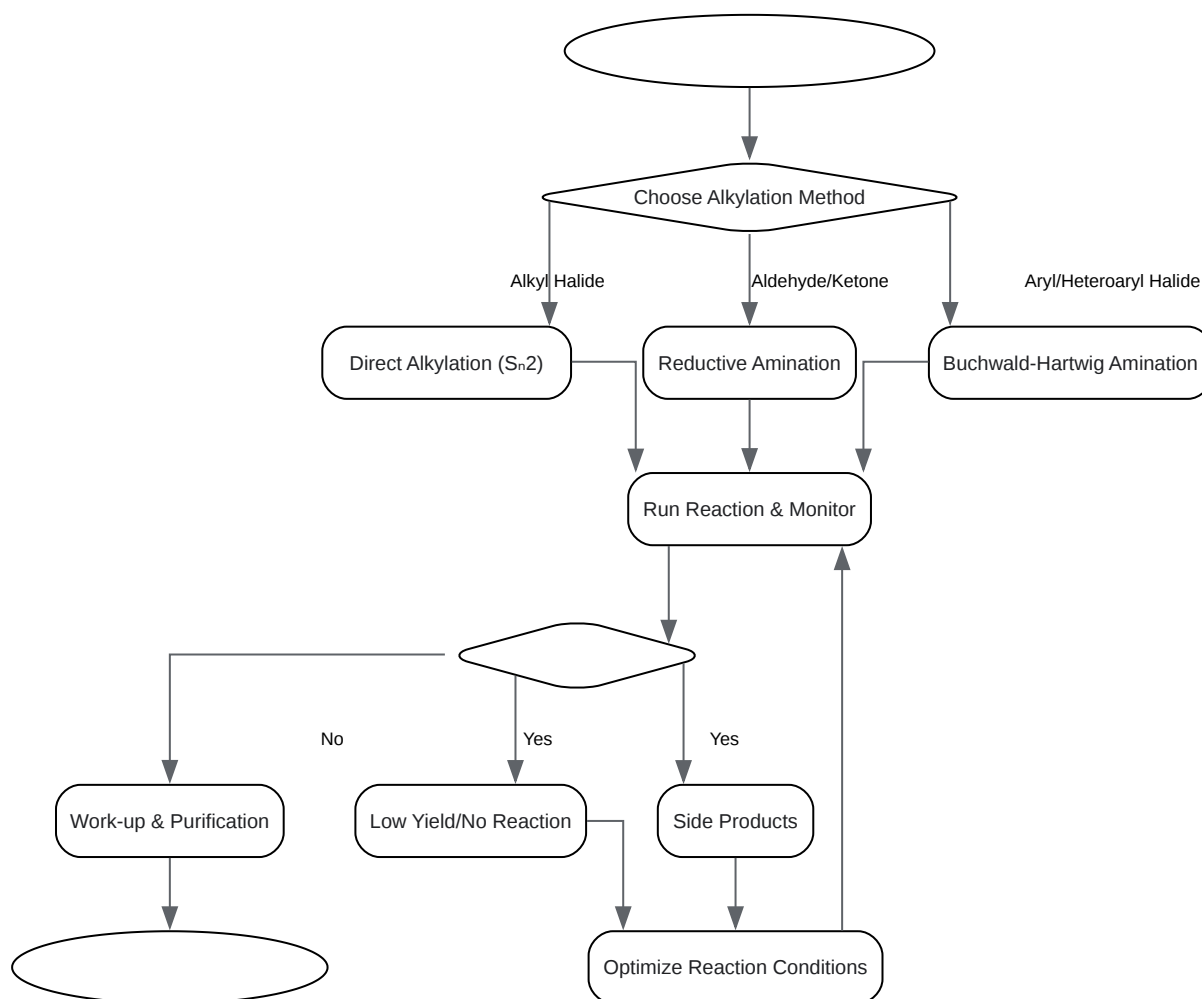 Choose Alkylation Method
Alkyl Halide
Aldehyde/Ketone
Aryl/Heteroaryl Halide
Direct Alkylation (Sₙ2)
Reductive Amination
Buchwald-Hartwig Amination
Run Reaction & Monitor
No
Yes
Yes
Work-up & Purification
Low Yield/No Reaction
Side Products
Optimize Reaction Conditions